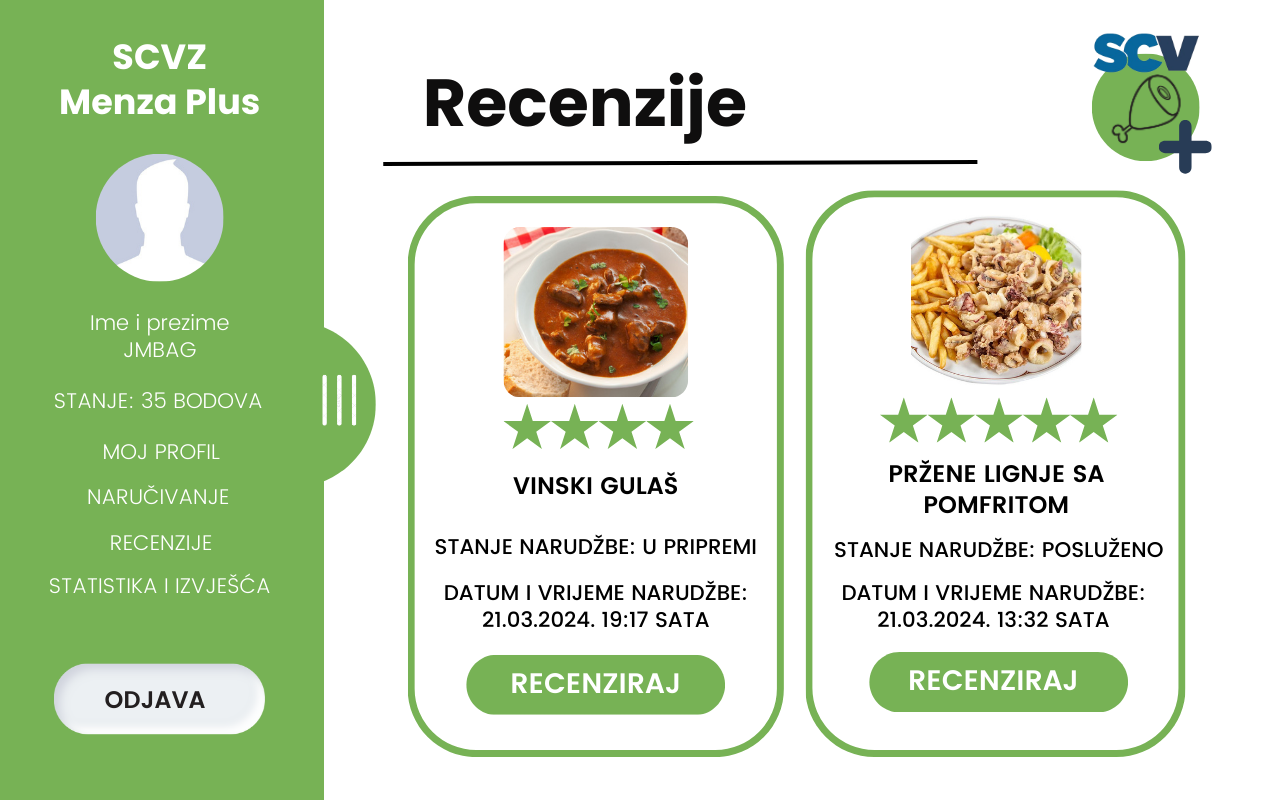 SCVZ
Menza Plus
Ime i prezime
JMBAG
STANJE: 35 BODOVA
MOJ PROFIL
NARUČIVANJE
RECENZIJE
STATISTIKA I IZVJEŠĆA
ODJAVA
Recenzije
SCV
VINSKI GULAŠ
STANJE NARUDŽBE: U PRIPREMI
DATUM I VRIJEME NARUDŽBE:
21.03.2024. 19:17 SATA
RECENZIRAJ
PRŽENE LIGNJE SA
POMFRITOM
STANJE NARUDŽBE: POSLUŽENO
DATUM I VRIJEME NARUDŽBE:
21.03.2024. 13:32 SATA
RECENZIRAJ